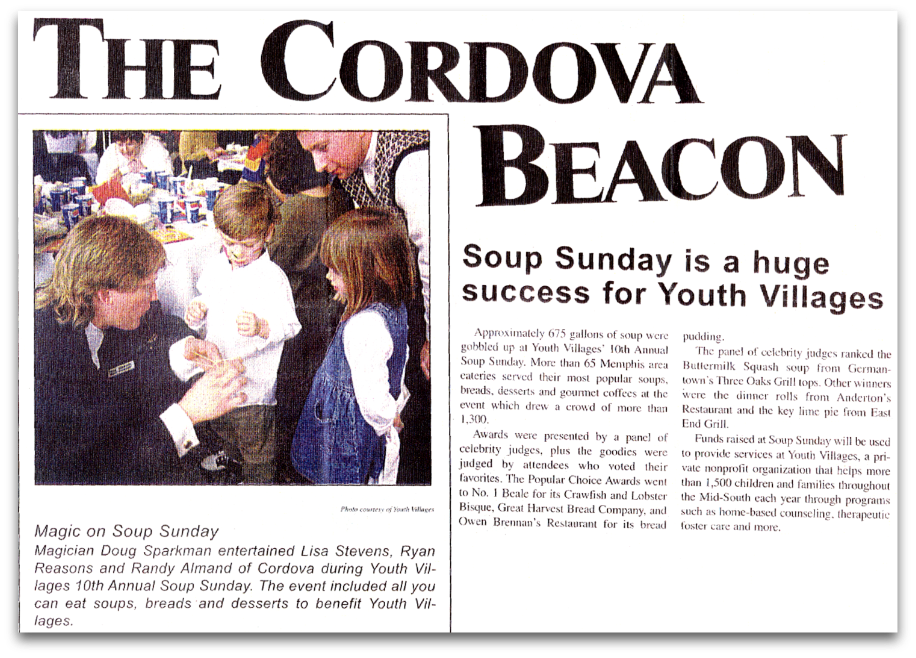 THE CORDOVA
BEACON
Photo courtesy of Youth Villages
Magic on Soup Sunday
Magician Doug Sparkman entertained Lisa Stevens, Ryan
Reasons and Randy Almand of Cordova during Youth Vil-
lages 10th Annual Soup Sunday. The event included all you
can eat soups, breads and desserts to benefit Youth Vil-
lages.
Soup Sunday is a huge
success for Youth Villages
Approximately 675 gallons of soup were
gobbled up at Youth Villages' 10th Annual
Soup Sunday. More than 65 Memphis area
eateries served their most popular soups,
breads, desserts and gourmet coffees at the
event which drew a crowd of more than
1,300.
Awards were presented by a panel of
celebrity judges, plus the goodies were
judged by attendees who voted their
favorites. The Popular Choice Awards went
to No. 1 Beale for its Crawfish and Lobster
Bisque, Great Harvest Bread Company, and
Owen Brennan's Restaurant for its bread
pudding.
The panel of celebrity judges ranked the
Buttermilk Squash soup from German-
town's Three Oaks Grill tops. Other winners
were the dinner rolls from Anderton's
Restaurant and the key lime pie from East
End Grill.
Funds raised at Soup Sunday will be used
to provide services at Youth Villages, a pri-
vate nonprofit organization that helps more
than 1,500 children and families throughout
the Mid-South each year through programs
such as home-based counseling, therapeutic
foster care and more.